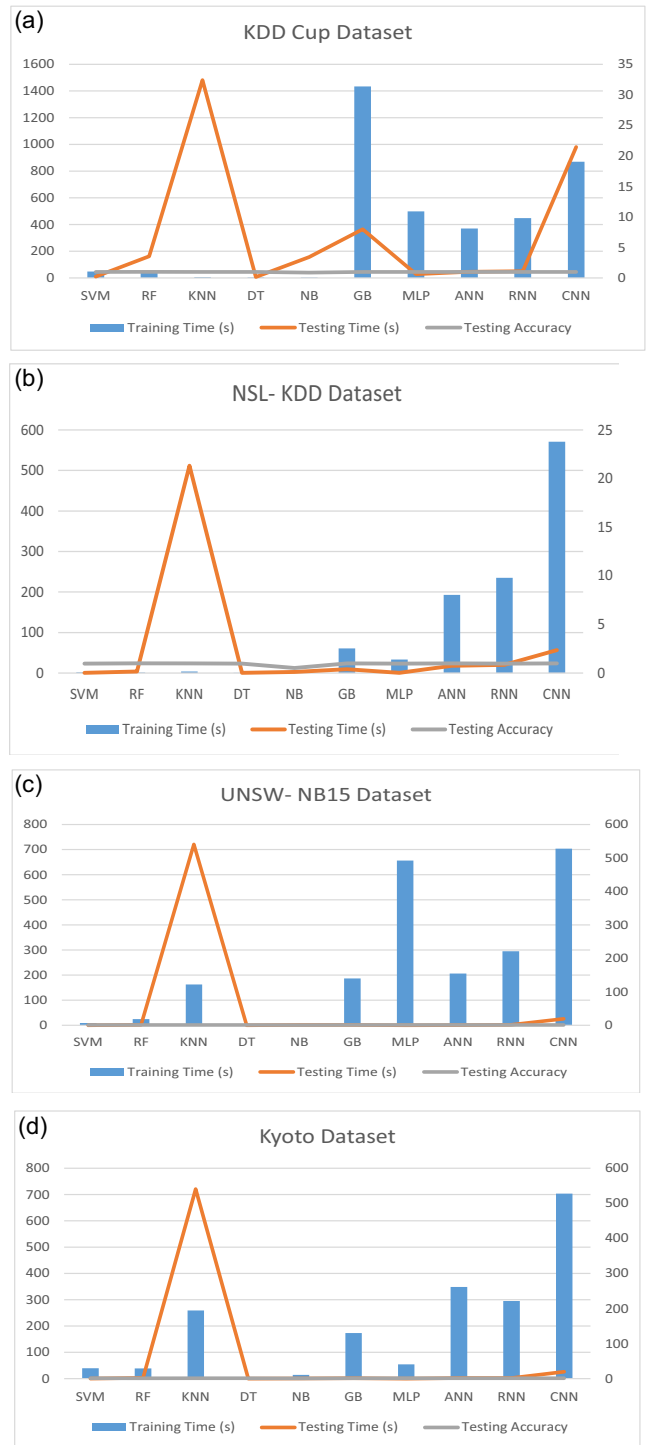 (a)
KDD Cup Dataset
1600 35
1400 30
1200 25
1000 20
800
600 15
400 10
200 5
0 0
SVM RF KNN DT NB GB MLP ANN RNN CNN
Training Time (s) Testing Time (s) Testing Accuracy
(b)
NSL- KDD Dataset
600 25
500 20
400 15
300
200 10
100 5
0 0
SVM RF KNN DT NB GB MLP ANN RNN CNN
Training Time (s) Testing Time (s) Testing Accuracy
(c)
UNSW- NB15 Dataset
800 600
700 500
600 400
500
400 300
300 200
200 100
100
0 0
SVM RF KNN DT NB GB MLP ANN RNN CNN
Training Time (s) Testing Time (s) Testing Accuracy
(d)
Kyoto Dataset
800 600
700 500
600 400
500
400 300
300 200
200 100
100
0 0
SVM RF KNN DT NB GB MLP ANN RNN CNN
Training Time (s) Testing Time (s) Testing Accuracy